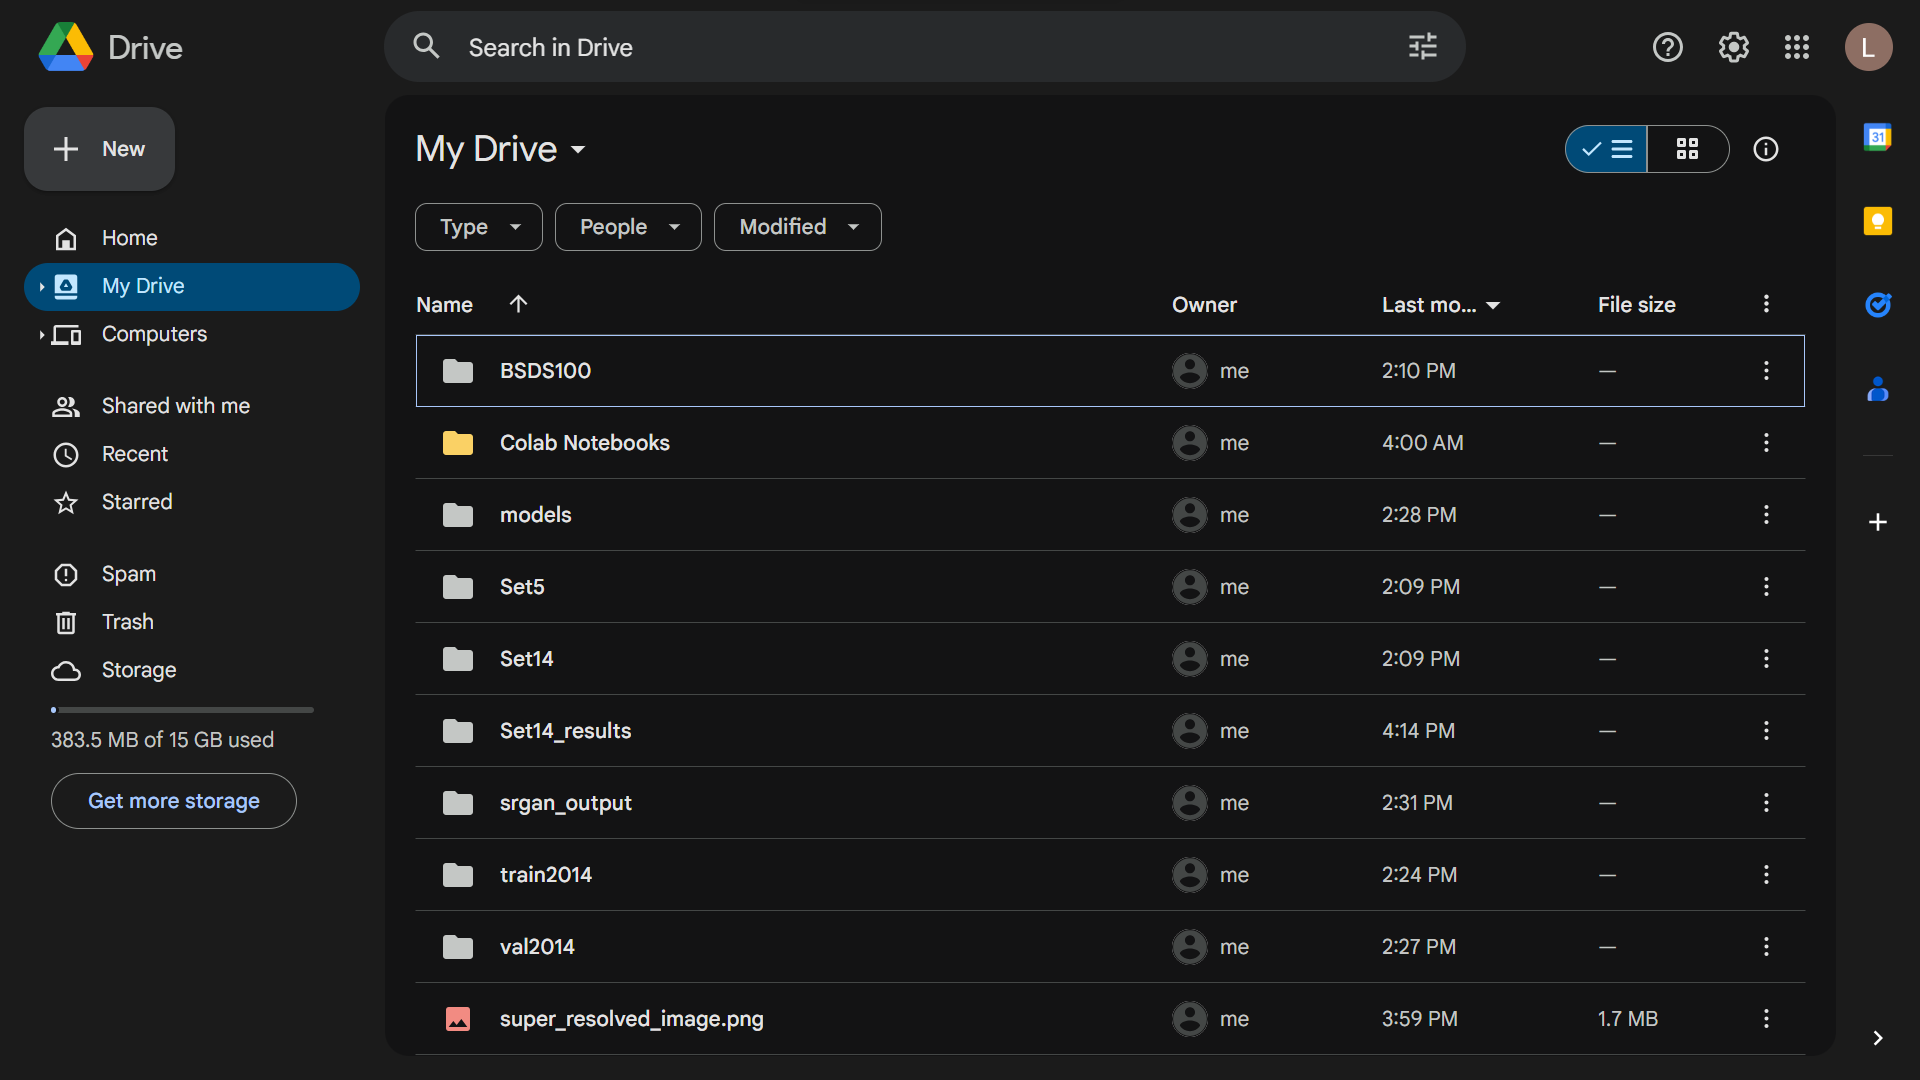 Drive
Search in Drive
L
New
Home
My Drive
Computers
Shared with me
Recent
Starred
Spam
Trash
Storage
383.5 MB of 15 GB used
Get more storage
My Drive
Type People Modified
Name Owner Last mo... File size
BSDS100 me 2:10 PM —
Colab Notebooks me 4:00 AM —
models me 2:28 PM —
Set5 me 2:09 PM —
Set14 me 2:09 PM —
Set14_results me 4:14 PM —
srgan_output me 2:31 PM —
train2014 me 2:24 PM —
val2014 me 2:27 PM —
super_resolved_image.png me 3:59 PM 1.7 MB
31